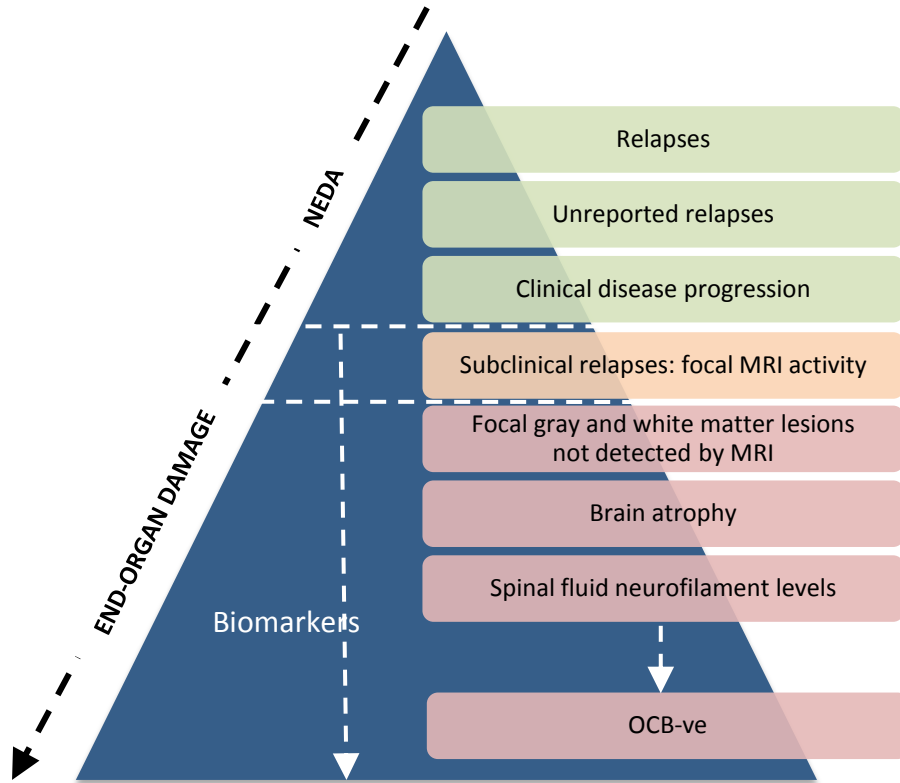 NEDA
END-ORGAN DAMAGE
Relapses
Unreported relapses
Clinical disease progression
Subclinical relapses: focal MRI activity
Focal gray and white matter lesions
not detected by MRI
Brain atrophy
Spinal fluid neurofilament levels
Biomarkers
OCB-ve